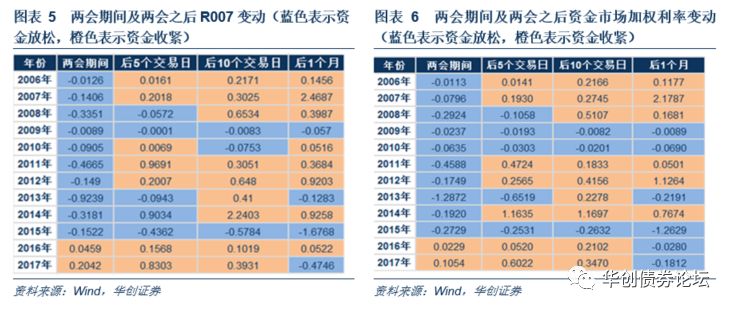 图表 5 两会期间及两会之后 R007 变动（蓝色表示资
金放松，橙色表示资金收紧）
年份 两会期间 后5个交易日 后10个交易日 后1个月
2006年 -0.0126 0.0161 0.2171 0.1456
2007年 -0.1406 0.2018 0.3025 2.4687
2008年 -0.3351 -0.0572 0.6534 0.3987
2009年 -0.0089 -0.0001 -0.0083 -0.057
2010年 -0.0905 0.0069 -0.0753 0.0516
2011年 -0.4665 0.9691 0.3051 0.3684
2012年 -0.149 0.2007 0.648 0.9203
2013年 -0.9239 -0.0943 0.41 -0.1283
2014年 -0.3181 0.9034 2.2403 0.9258
2015年 -0.1522 -0.4362 -0.5784 -1.6768
2016年 0.0459 0.1568 0.1019 0.0522
2017年 0.2042 0.8303 0.3931 -0.4746
资料来源：Wind，华创证券
图表 6 两会期间及两会之后资金市场加权利率变动
（蓝色表示资金放松，橙色表示资金收紧）
年份 两会期间 后5个交易日 后10个交易日 后1个月
2006年 -0.0113 0.0141 0.2166 0.1177
2007年 -0.0796 0.1930 0.2745 2.1787
2008年 -0.2924 -0.1058 0.5107 0.1681
2009年 -0.0237 -0.0193 -0.0082 -0.0089
2010年 -0.0635 -0.0303 -0.0201 -0.0690
2011年 -0.4588 0.4724 0.1833 0.0501
2012年 -0.1749 0.2565 0.4156 1.1264
2013年 -1.2872 -0.6519 0.2278 -0.2191
2014年 -0.1920 1.1635 1.1697 0.7674
2015年 -0.2729 -0.2531 -0.2632 -1.2629
2016年 0.0229 0.0520 0.2102 -0.0280
2017年 0.1054 0.6022 0.3470 -0.1812
资料来源：Wind，华创证券
华创债券论坛